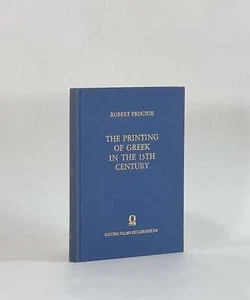 ROBERT PROCTOR
THE PRINTING
OF GREEK
IN THE 15TH
CENTURY
GEORG OLMS HILDESHEIM